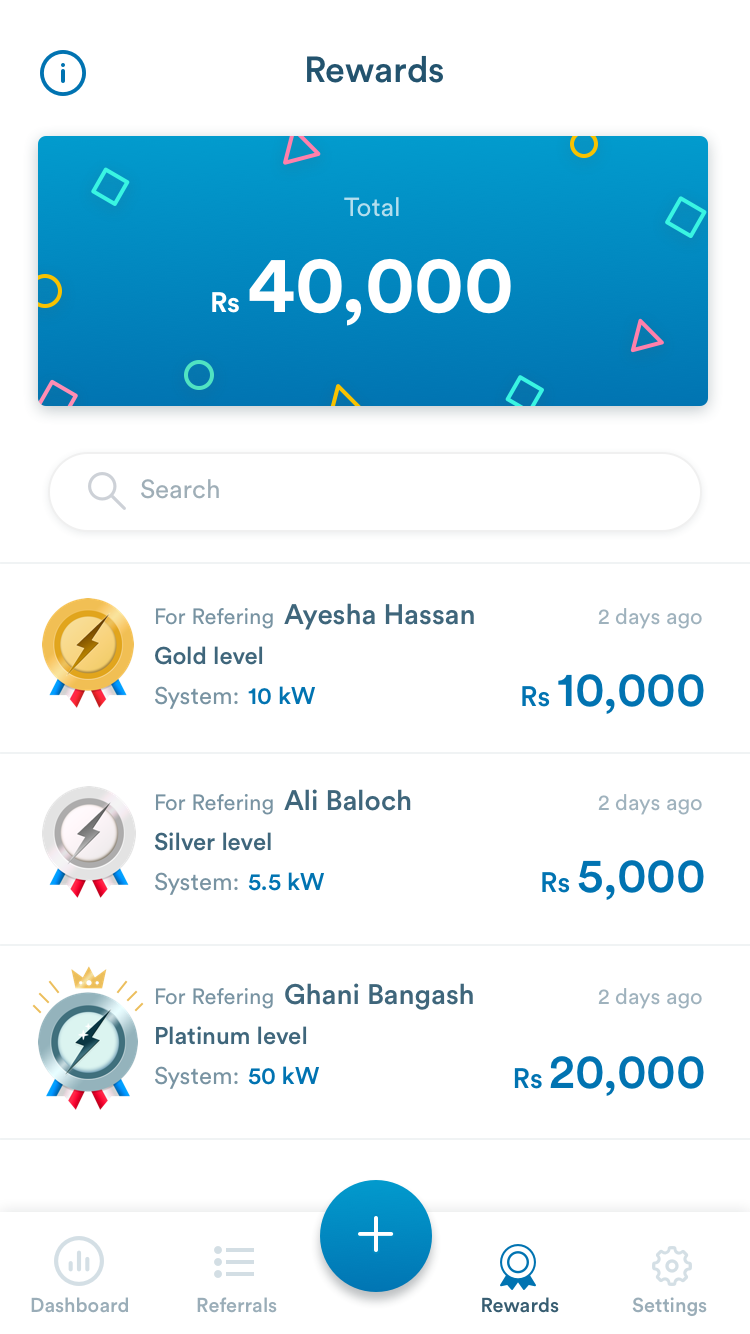 Rewards
Total
Rs 40,000
Search
For Refering Ayesha Hassan 2 days ago
Gold level
System: 10 kW Rs 10,000
For Refering Ali Baloch 2 days ago
Silver level
System: 5.5 kW Rs 5,000
For Refering Ghani Bangash 2 days ago
Platinum level
System: 50 kW Rs 20,000
Dashboard Referrals Rewards Settings